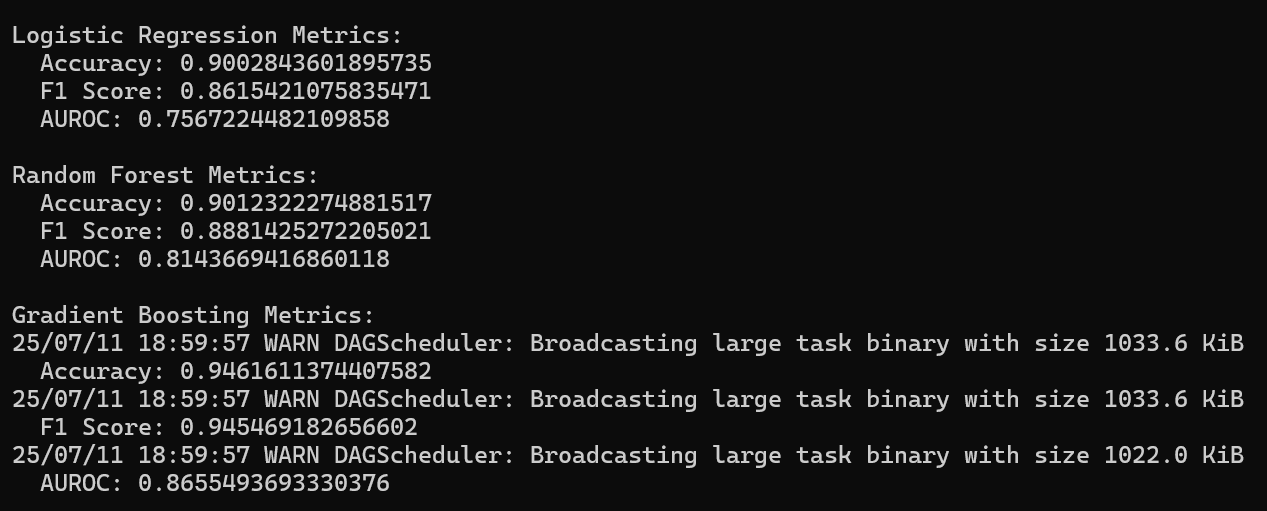 Logistic Regression Metrics:
  Accuracy: 0.9002843601895735
  F1 Score: 0.8615421075835471
  AUROC: 0.7567224482109858
Random Forest Metrics:
  Accuracy: 0.9012322274881517
  F1 Score: 0.8881425272205021
  AUROC: 0.8143669416860118
Gradient Boosting Metrics:
25/07/11 18:59:57 WARN DAGScheduler: Broadcasting large task binary with size 1033.6 KiB
  Accuracy: 0.9461611374407582
25/07/11 18:59:57 WARN DAGScheduler: Broadcasting large task binary with size 1033.6 KiB
  F1 Score: 0.945469182656602
25/07/11 18:59:57 WARN DAGScheduler: Broadcasting large task binary with size 1022.0 KiB
  AUROC: 0.8655493693330376